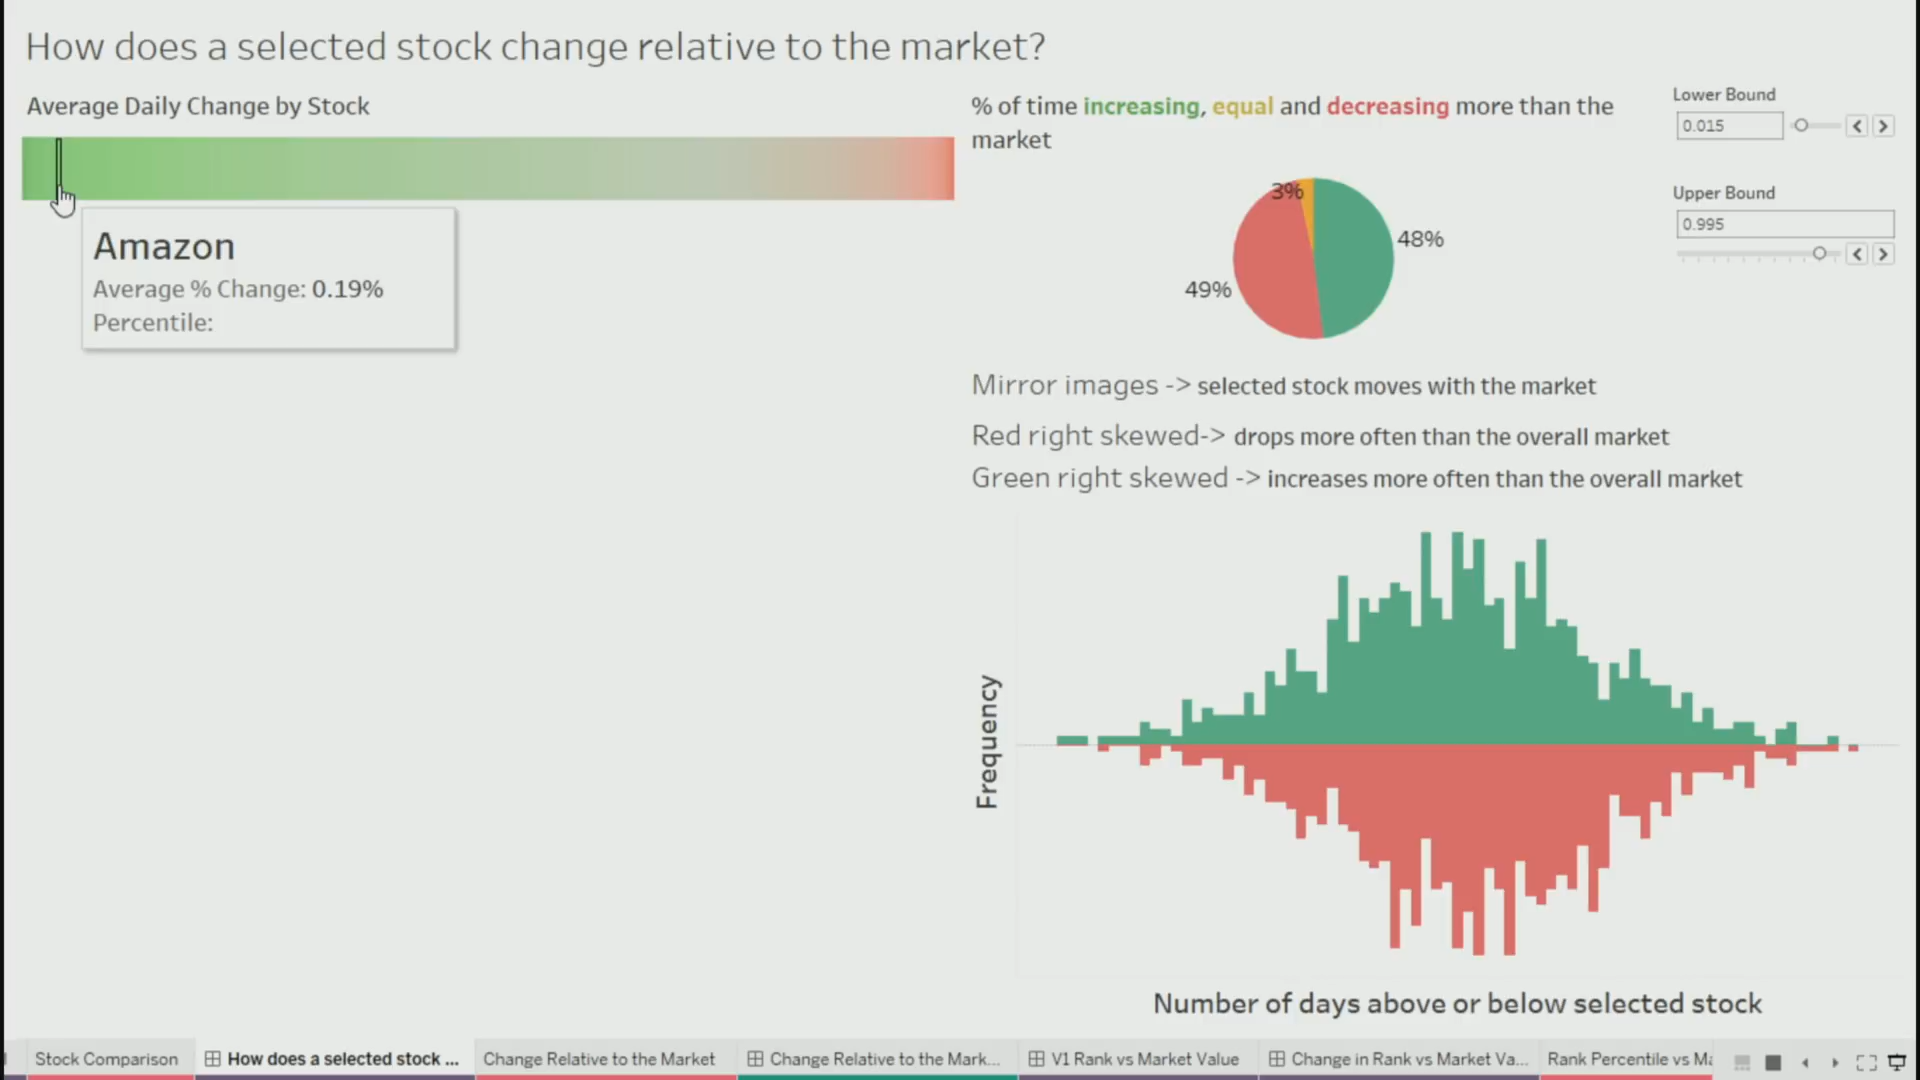 How does a selected stock change relative to the market?
Average Daily Change by Stock
Amazon
Average % Change: 0.19%
Percentile:
% of time increasing, equal and decreasing more than the
market
3%
48%
49%
Lower Bound
0.015
Upper Bound
0.995
Mirror images -> selected stock moves with the market
Red right skewed-> drops more often than the overall market
Green right skewed -> increases more often than the overall market
Frequency
Number of days above or below selected stock
Stock Comparison
How does a selected stock ...
Change Relative to the Market
Change Relative to the Mark...
V1 Rank vs Market Value
Change in Rank vs Market Va...
Rank Percentile vs Ma